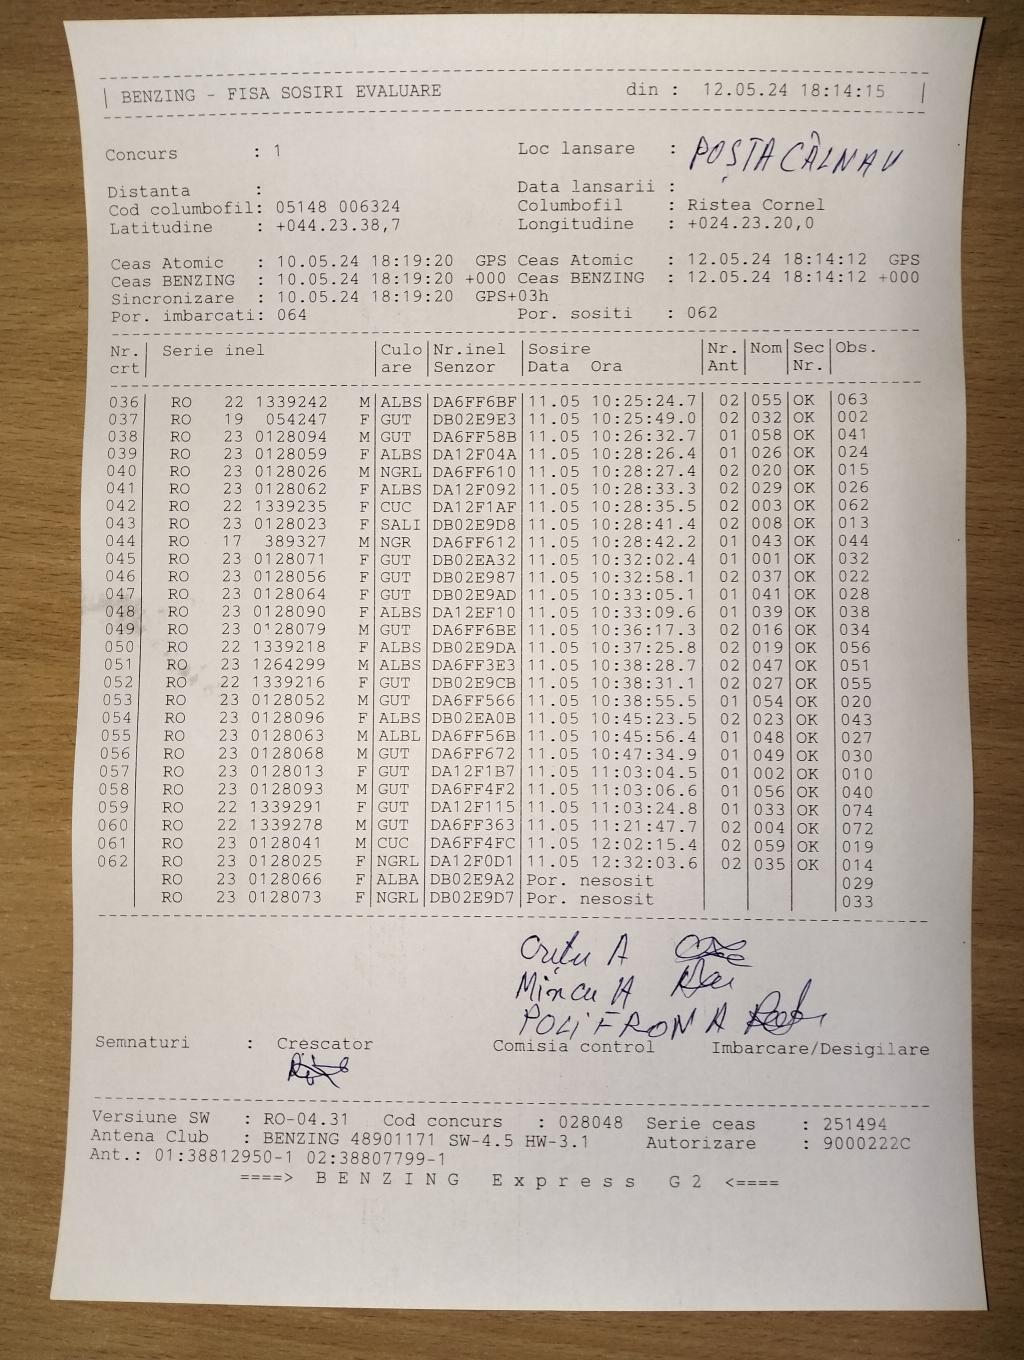 BENZING - FISA SOSIRI EVALUARE din : 12.05.24 18:14:15
Concurs : 1 Loc lansare : POȘTA CÂLNAU
Distanta : Data lansarii :
Cod columbofil: 05148 006324 Columbofil : Ristea Cornel
Latitudine : +044.23.38,7 Longitudine : +024.23.20,0
Ceas Atomic : 10.05.24 18:19:20 GPS Ceas Atomic : 12.05.24 18:14:12 GPS
Ceas BENZING : 10.05.24 18:19:20 +000 Ceas BENZING : 12.05.24 18:14:12 +000
Sincronizare : 10.05.24 18:19:20 GPS+03h
Por. imbarcati: 064 Por. sositi : 062
Nr. Serie inel Culo Nr.inel Sosire Nr. Nom Sec Obs.
crt are Senzor Data Ora Ant Nr.
036 RO 22 1339242 M ALBS DA6FF6BF 11.05 10:25:24.7 02 055 OK 063
037 RO 19 054247 F GUT DB02E9E3 11.05 10:25:49.0 02 032 OK 002
038 RO 23 0128094 M GUT DA6FF58B 11.05 10:26:32.7 01 058 OK 041
039 RO 23 0128059 F ALBS DA12F04A 11.05 10:28:26.4 01 026 OK 024
040 RO 23 0128026 M NGRL DA6FF610 11.05 10:28:27.4 02 020 OK 015
041 RO 23 0128062 F ALBS DA12F092 11.05 10:28:33.3 02 029 OK 026
042 RO 22 1339235 F CUC DA12F1AF 11.05 10:28:35.5 02 003 OK 062
043 RO 23 0128023 F SALI DB02E9D8 11.05 10:28:41.4 02 008 OK 013
044 RO 17 389327 M NGR DA6FF612 11.05 10:28:42.2 01 043 OK 044
045 RO 23 0128071 F GUT DB02EA32 11.05 10:32:02.4 01 001 OK 032
046 RO 23 0128056 F GUT DB02E987 11.05 10:32:58.1 02 037 OK 022
047 RO 23 0128064 F GUT DB02E9AD 11.05 10:33:05.1 01 041 OK 028
048 RO 23 0128090 F ALBS DA12EF10 11.05 10:33:09.6 01 039 OK 038
049 RO 23 0128079 M GUT DA6FF6BE 11.05 10:36:17.3 02 016 OK 034
050 RO 22 1339218 F ALBS DB02E9DA 11.05 10:37:25.8 02 019 OK 056
051 RO 23 1264299 M ALBS DA6FF3E3 11.05 10:38:28.7 02 047 OK 051
052 RO 22 1339216 F GUT DB02E9CB 11.05 10:38:31.1 02 027 OK 055
053 RO 23 0128052 M GUT DA6FF566 11.05 10:38:55.5 01 054 OK 020
054 RO 23 0128096 F ALBS DB02EA0B 11.05 10:45:23.5 02 023 OK 043
055 RO 23 0128063 M ALBL DA6FF56B 11.05 10:45:56.4 01 048 OK 027
056 RO 23 0128068 M GUT DA6FF672 11.05 10:47:34.9 01 049 OK 030
057 RO 23 0128013 F GUT DA12F1B7 11.05 11:03:04.5 01 002 OK 010
058 RO 23 0128093 M GUT DA6FF4F2 11.05 11:03:06.6 01 056 OK 040
059 RO 22 1339291 F GUT DA12F115 11.05 11:03:24.8 01 033 OK 074
060 RO 22 1339278 M GUT DA6FF363 11.05 11:21:47.7 02 004 OK 072
061 RO 23 0128041 M CUC DA6FF4FC 11.05 12:02:15.4 02 059 OK 019
062 RO 23 0128025 F NGRL DA12F0D1 11.05 12:32:03.6 02 035 OK 014
RO 23 0128066 F ALBA DB02E9A2 Por. nesosit 029
RO 23 0128073 F NGRL DB02E9D7 Por. nesosit 033
Crețu A
Mincu A
POLIFRON A
Semnaturi : Crescator Comisia control Imbarcare/Desigilare
Versiune SW : RO-04.31 Cod concurs : 028048 Serie ceas : 251494
Antena Club : BENZING 48901171 SW-4.5 HW-3.1 Autorizare : 9000222C
Ant.: 01:38812950-1 02:38807799-1
====> B E N Z I N G E x p r e s s G 2 <====